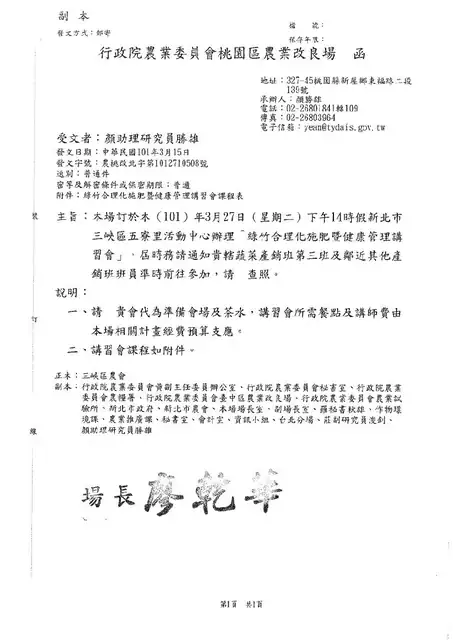 副 本
檔 號：
發文方式：郵寄
保存年限：
行政院農業委員會桃園區農業改良場 函
地址：327-45桃園縣新屋鄉東福路二段
139號
承辦人：顏勝雄
電話：02-26801841轉109
傳真：02-26803964
電子信箱：yean@tydais.gov.tw
受文者：顏助理研究員勝雄
發文日期：中華民國101年3月15日
發文字號：農桃改北字第1012710508號
速別：普通件
密等及解密條件或保密期限：普通
附件：綠竹合理化施肥暨健康管理講習會課程表
裝
主旨：本場訂於本（101）年3月27日（星期二）下午14時假新北市
三峽區五寮里活動中心辦理「綠竹合理化施肥暨健康管理講
習會」，屆時務請通知貴轄蔬菜產銷班第三班及鄰近其他產
銷班班員準時前往參加，請 查照。
說明：
一、請 貴會代為準備會場及茶水，講習會所需餐點及講師費由
訂
本場相關計畫經費預算支應。
二、講習會課程如附件。
正本：三峽區農會
副本：行政院農業委員會黃副主任委員辦公室、行政院農業委員會秘書室、行政院農業
委員會農糧署、行政院農業委員會臺中區農業改良場、行政院農業委員會農業試
驗所、新北市政府、新北市農會、本場場長室、副場長室、羅秘書秋雄、作物環
境課、農業推廣課、秘書室、會計室、資訊小組、台北分場、莊副研究員浚釗、
線
顏助理研究員勝雄
場長 廖乾華
第1頁 共1頁